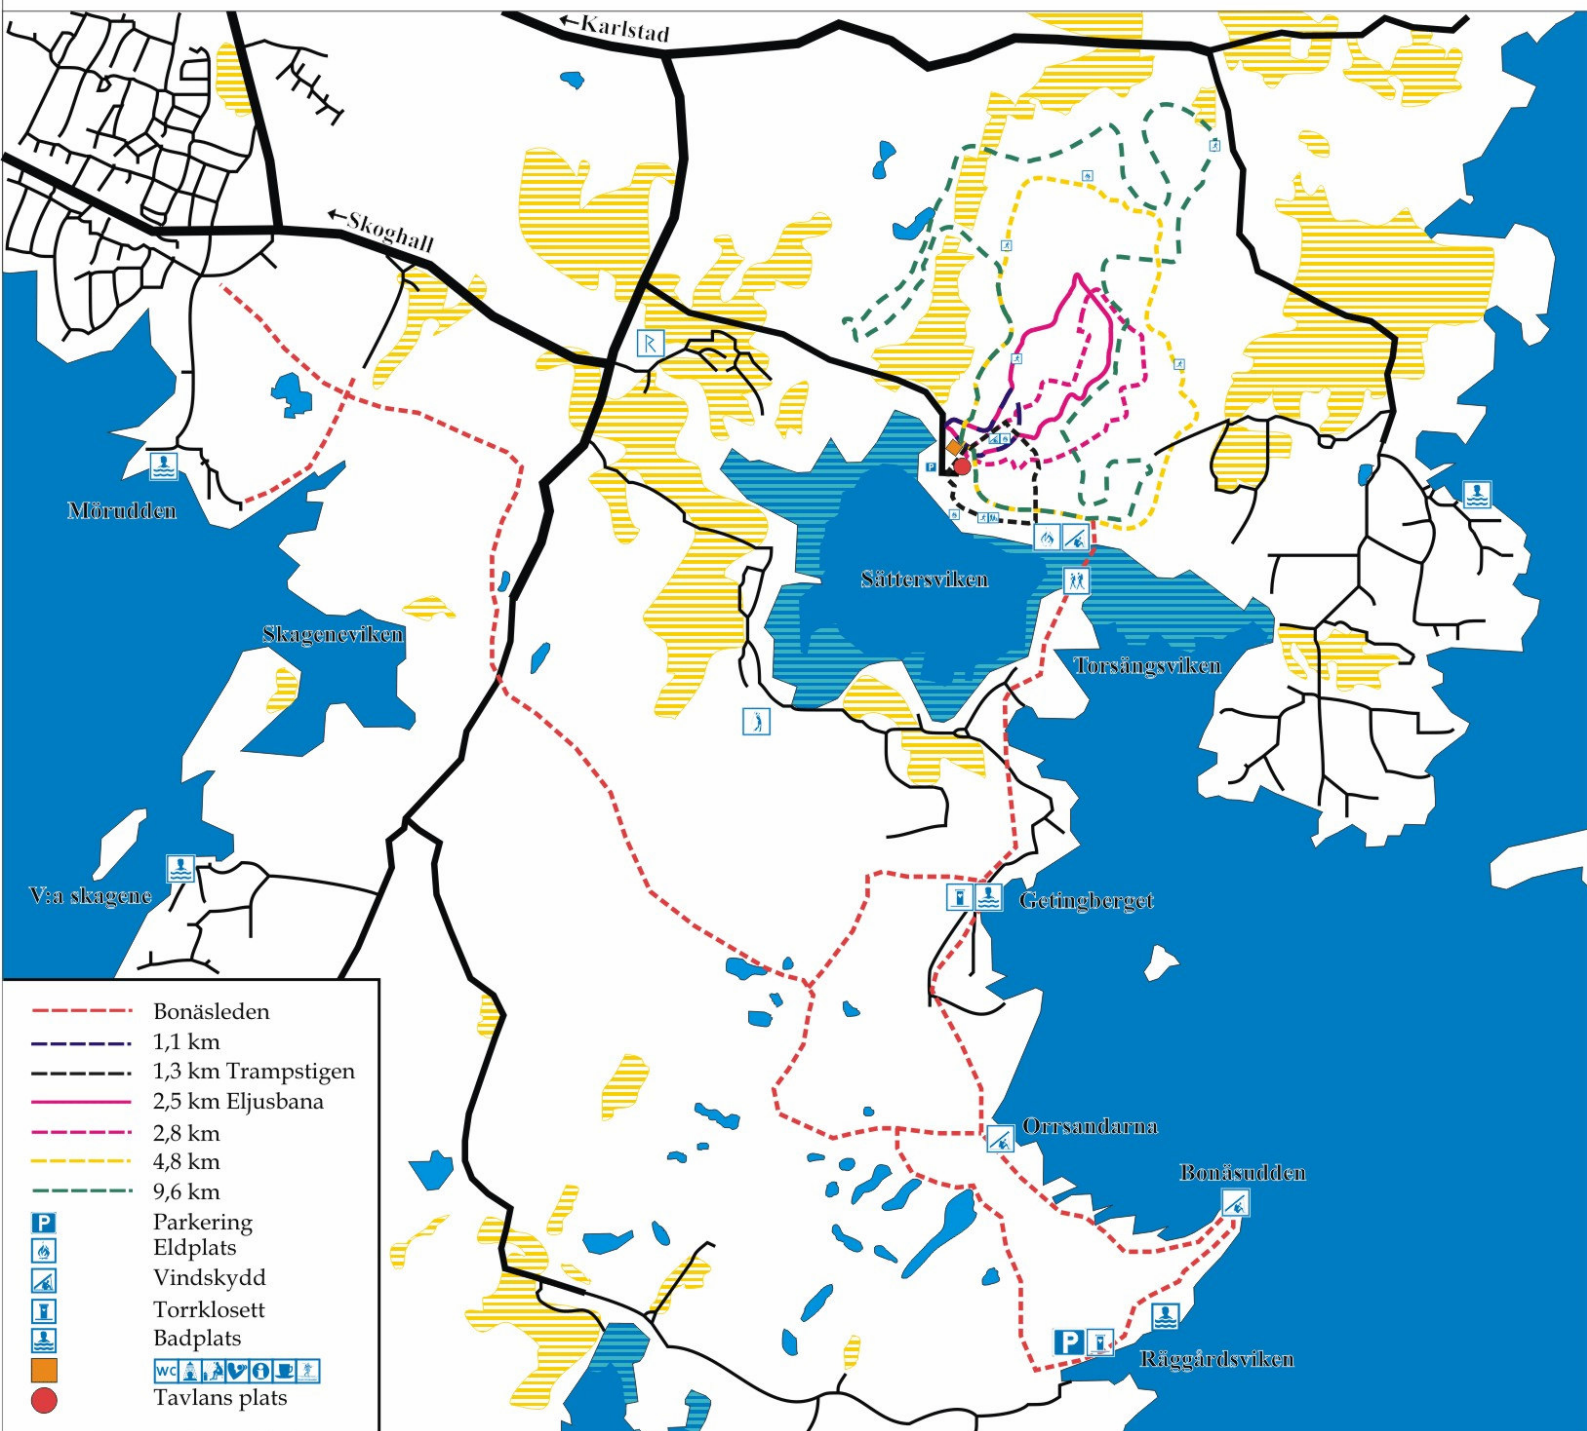 ←Karlstad
←Skoghall
R
P
Mörudden
Sättersviken
Skageneviken
Torsängsviken
V:a skagene
Getingberget
Orrsandarna
Bonäsudden
P
Räggårdsviken
Bonäsleden
1,1 km
1,3 km Trampstigen
2,5 km Eljusbana
2,8 km
4,8 km
9,6 km
P Parkering
Eldplats
Vindskydd
Torrklosett
Badplats
WC
Tavlans plats